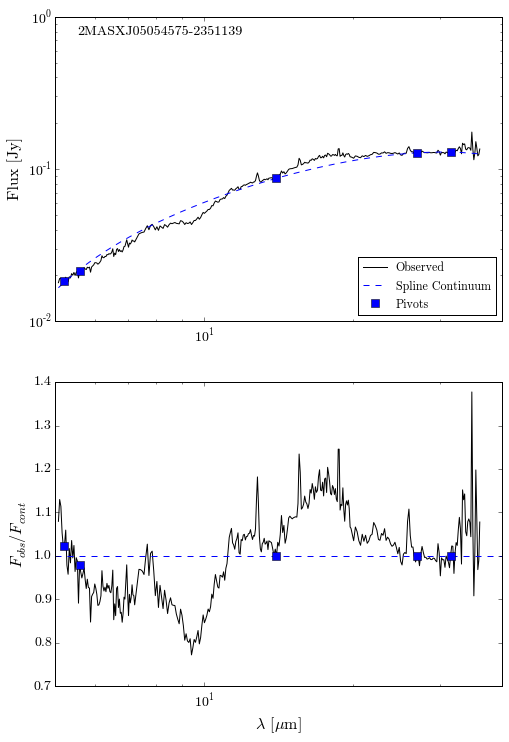 10^0
2MASXJ05054575-2351139
Flux [Jy]
10^-1
Observed
Spline Continuum
Pivots
10^-2
10^1
1.4
1.3
1.2
F_obs/F_cont
1.1
1.0
0.9
0.8
0.7
10^1
λ [μm]